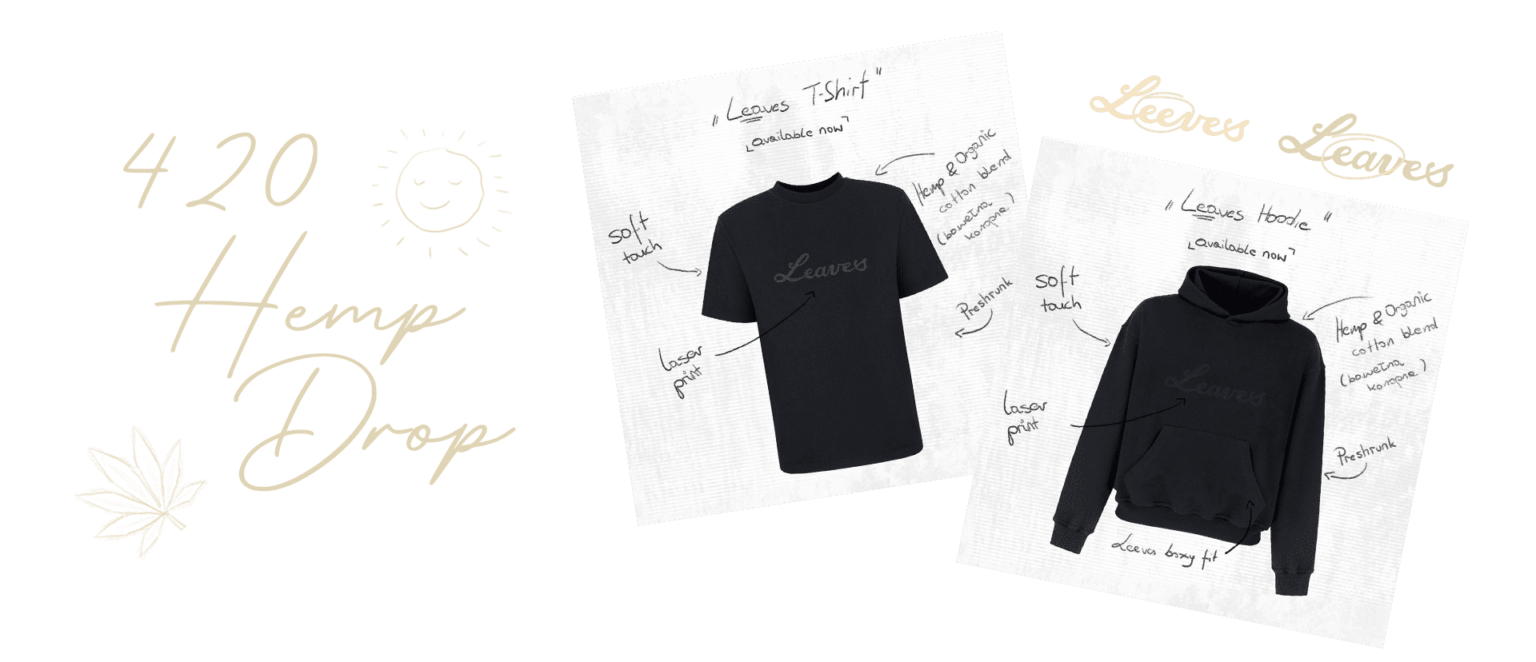 420
Hemp
Drop
„Leaves T-Shirt"
⌞available now⌝
soft
touch
Hemp & Organic
cotton blend
(bawełna
konopna)
Leaves
Preshrunk
laser
print
Leeves
Leaves
„Leaves Hoodie"
⌞available now⌝
soft
touch
Hemp & Organic
cotton blend
(bawełna
konopna)
Leaves
laser
print
Preshrunk
Leeves boxy fit